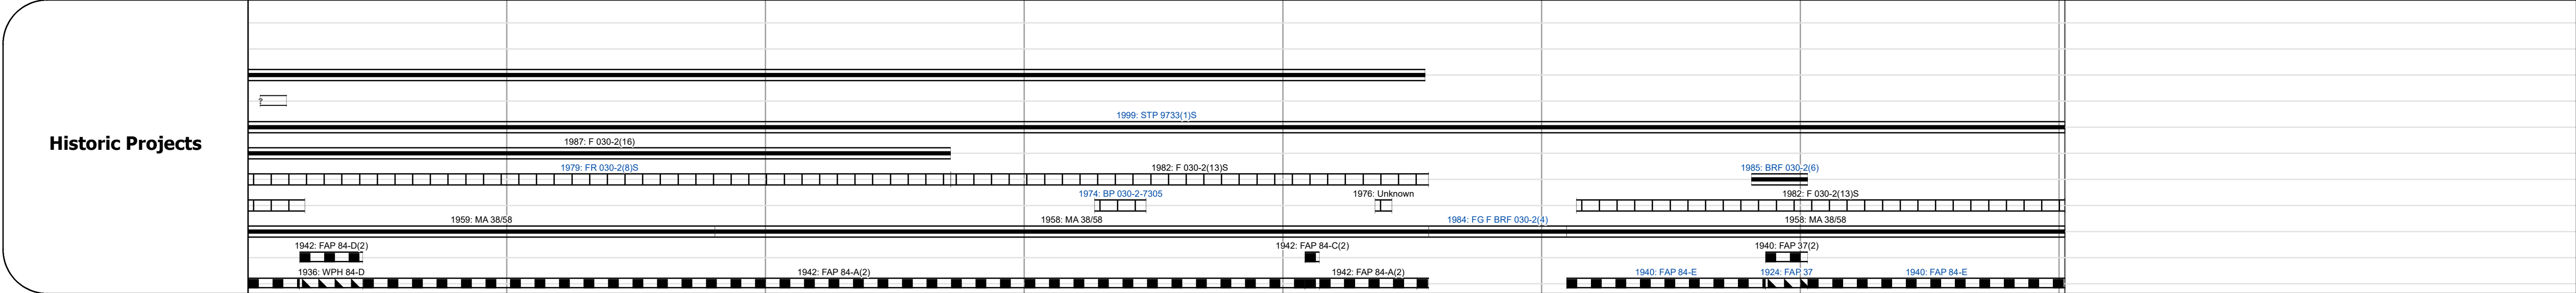 Historic Projects
1999: STP 9733(1)S
1987: F 030-2(16)
1979: FR 030-2(8)S 1982: F 030-2(13)S 1985: BRF 030-2(6)
1974: BP 030-2-7305 1976: Unknown 1982: F 030-2(13)S
1959: MA 38/58 1958: MA 38/58 1984: FG F BRF 030-2(4) 1958: MA 38/58
1942: FAP 84-D(2) 1942: FAP 84-C(2) 1940: FAP 37(2)
1936: WPH 84-D 1942: FAP 84-A(2) 1942: FAP 84-A(2) 1940: FAP 84-E 1924: FAP 37 1940: FAP 84-E